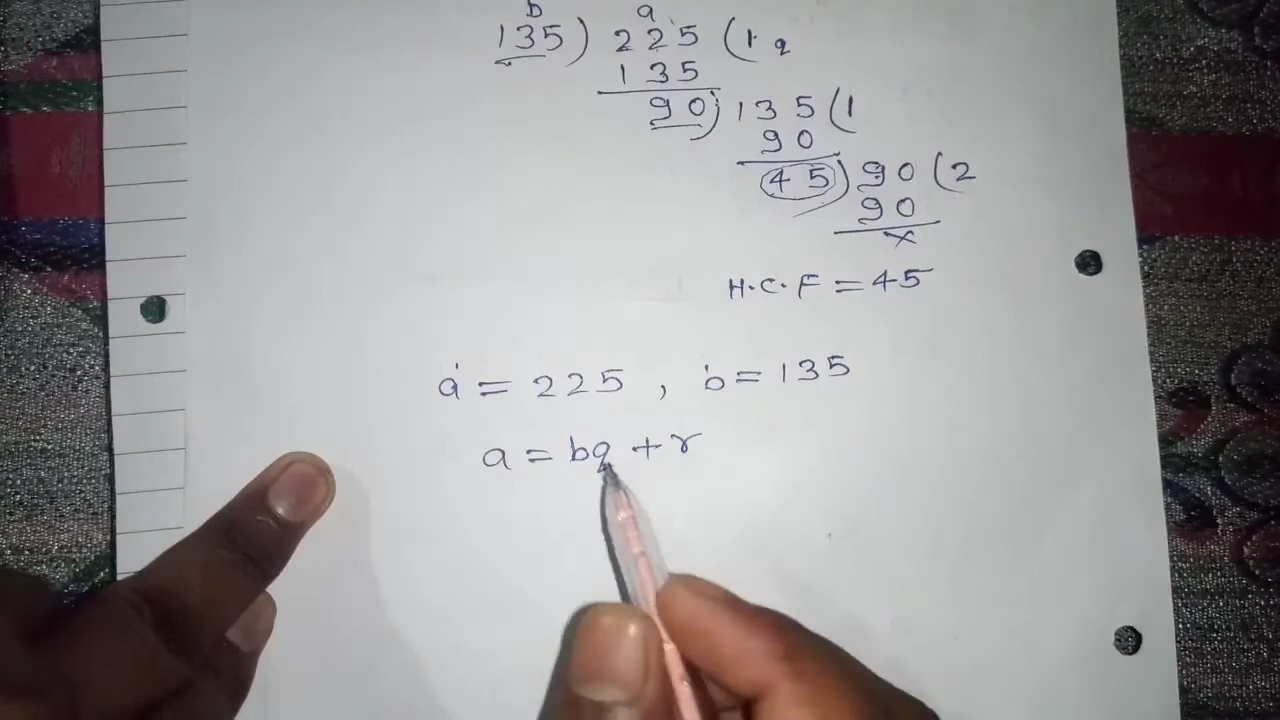 b a
135) 225 (1 q
135
90) 135 (1
90
45) 90 (2
90
×
H.C.F = 45
a = 225 , b = 135
a = bq + r